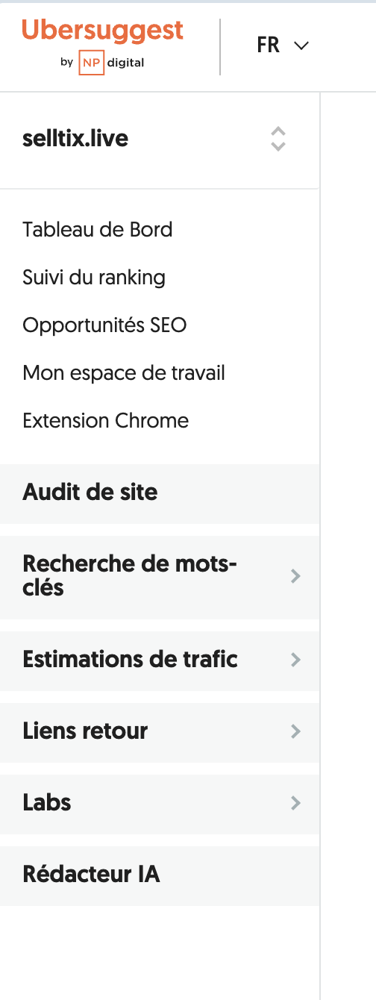 Ubersuggest
by NP digital
FR
selltix.live
Tableau de Bord
Suivi du ranking
Opportunités SEO
Mon espace de travail
Extension Chrome
Audit de site
Recherche de mots-
clés
Estimations de trafic
Liens retour
Labs
Rédacteur IA